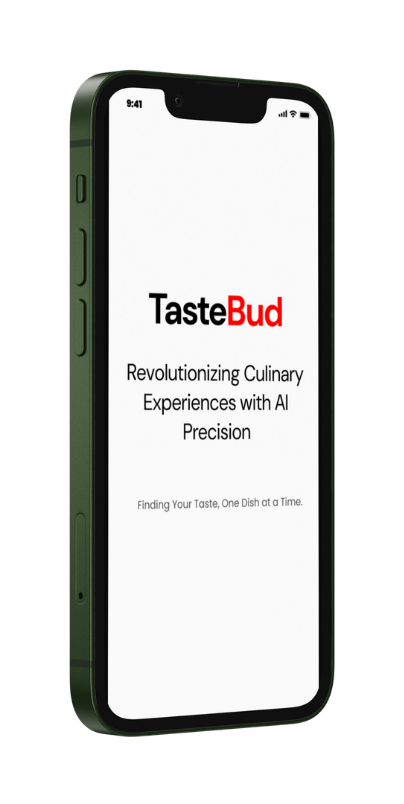 9:41
TasteBud
Revolutionizing Culinary
Experiences with AI
Precision
Finding Your Taste, One Dish at a Time.